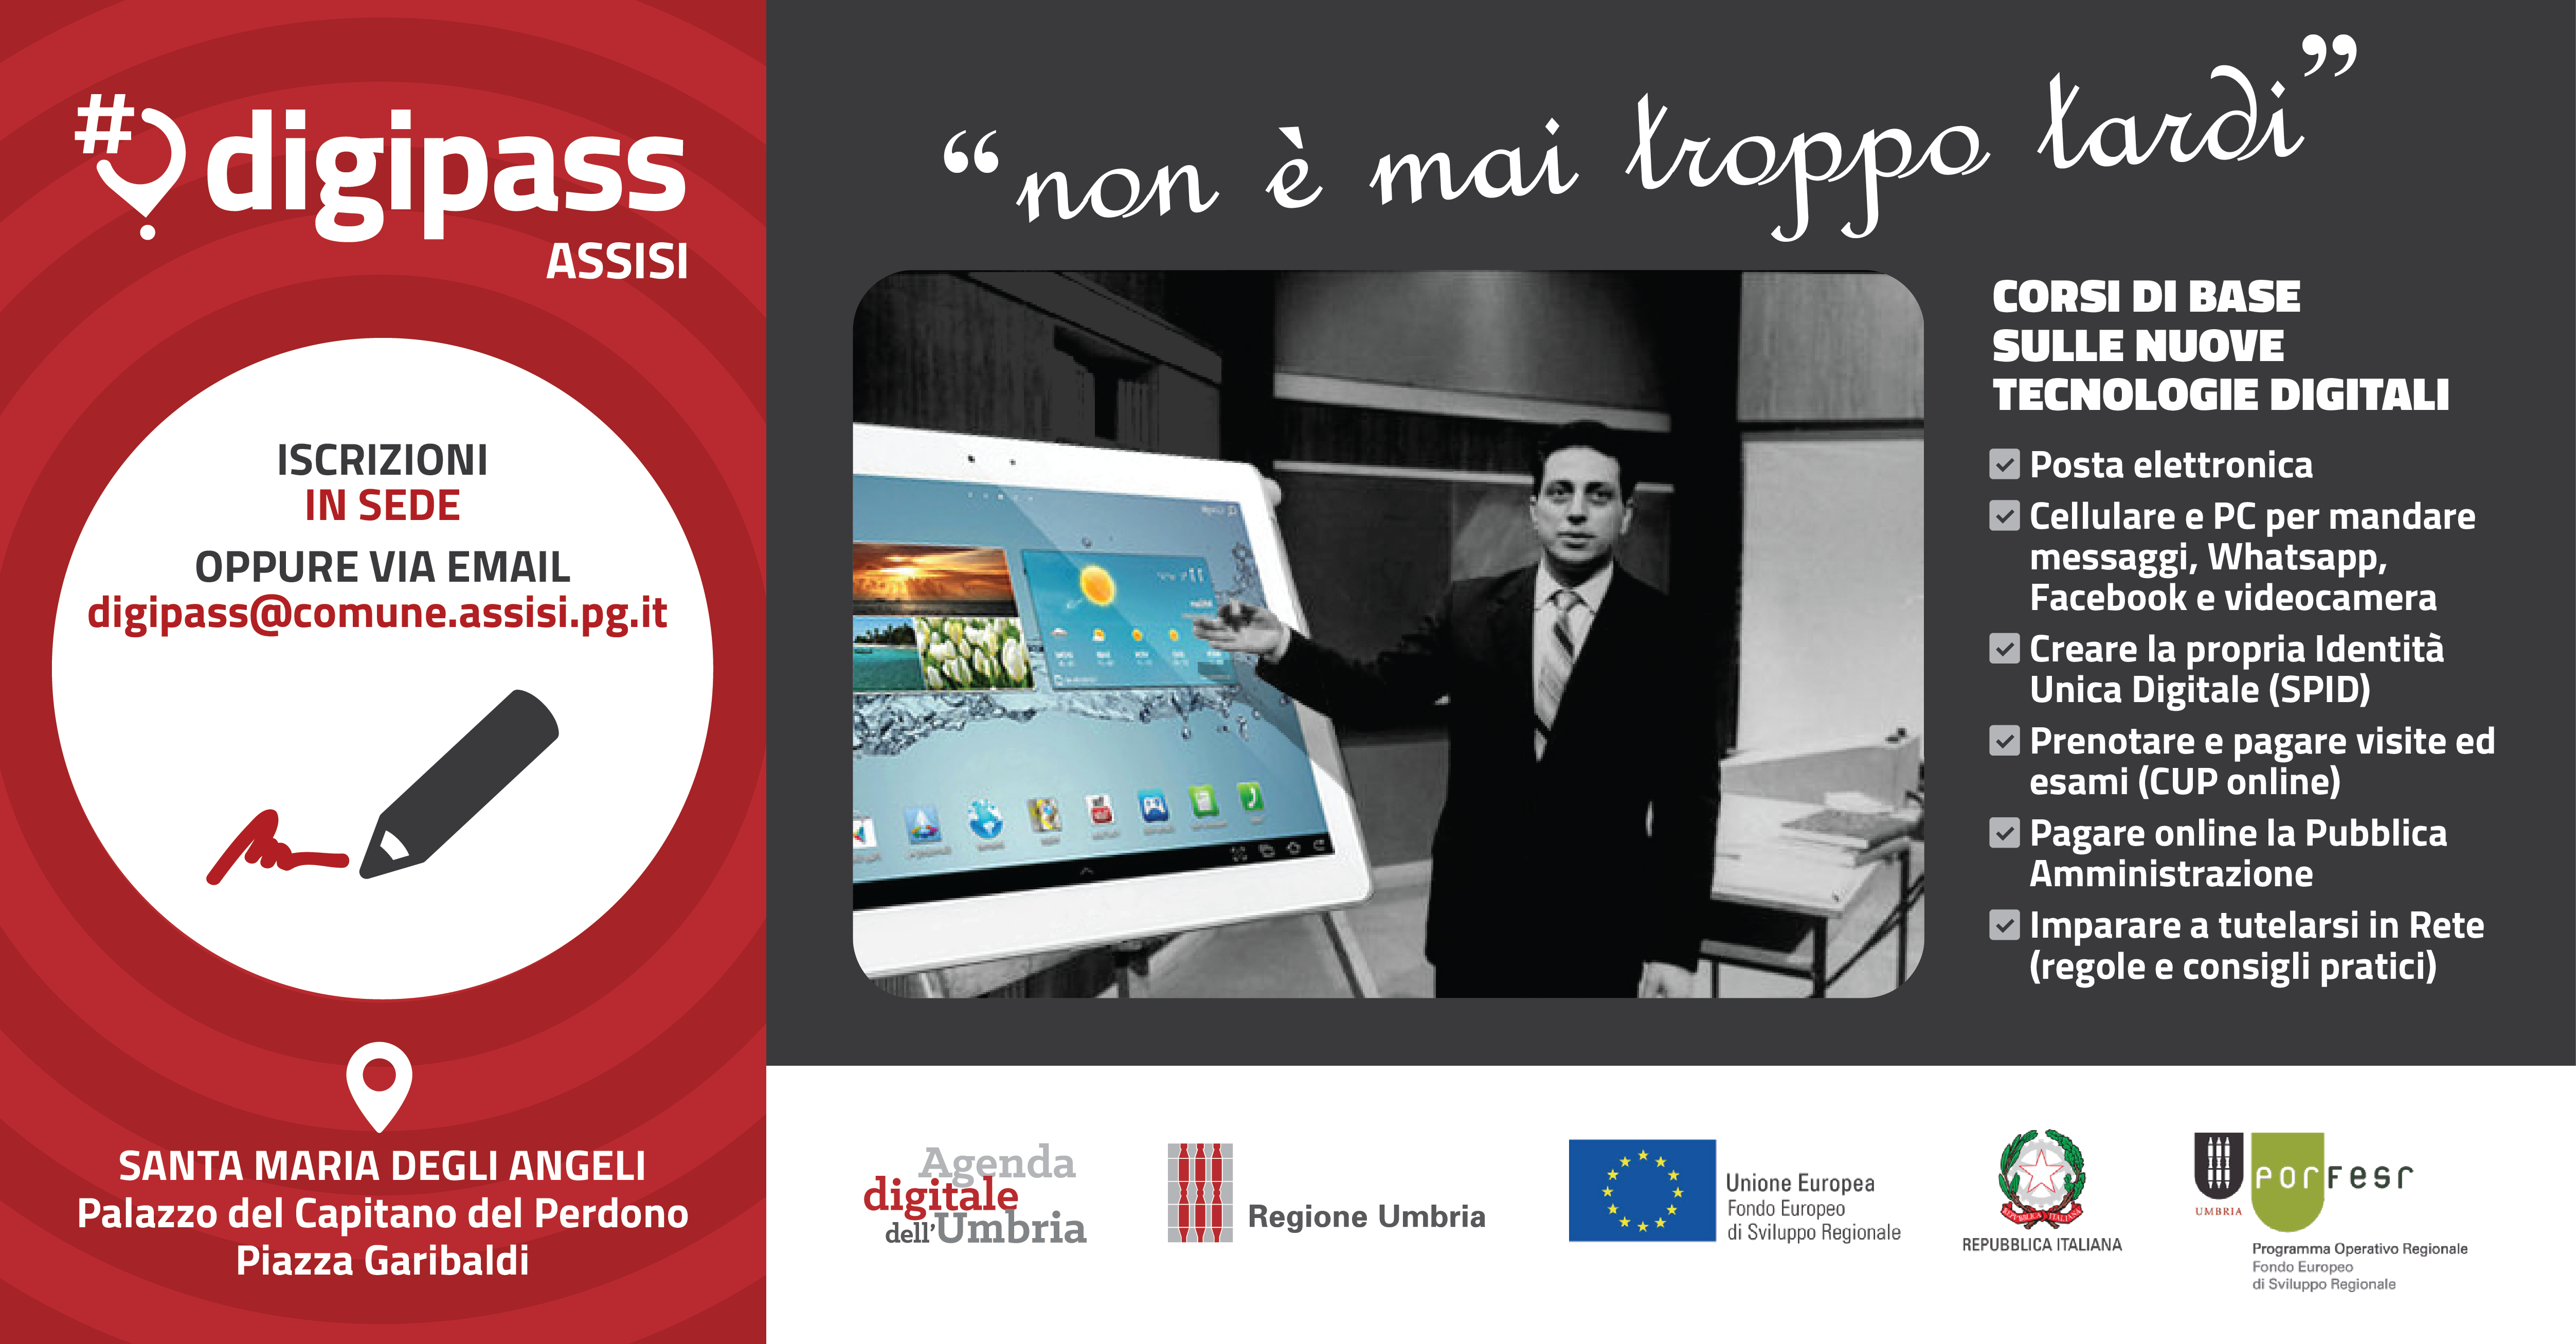 # digipass
ASSISI
ISCRIZIONI
IN SEDE
OPPURE VIA EMAIL
digipass@comune.assisi.pg.it
SANTA MARIA DEGLI ANGELI
Palazzo del Capitano del Perdono
Piazza Garibaldi
“non è mai troppo tardi”
CORSI DI BASE
SULLE NUOVE
TECNOLOGIE DIGITALI
Posta elettronica
Cellulare e PC per mandare
messaggi, Whatsapp,
Facebook e videocamera
Creare la propria Identità
Unica Digitale (SPID)
Prenotare e pagare visite ed
esami (CUP online)
Pagare online la Pubblica
Amministrazione
Imparare a tutelarsi in Rete
(regole e consigli pratici)
Agenda
digitale
dell'Umbria
Regione Umbria
Unione Europea
Fondo Europeo
di Sviluppo Regionale
REPVBBLICA ITALIANA
REPUBBLICA ITALIANA
UMBRIA
porFesr
Programma Operativo Regionale
Fondo Europeo
di Sviluppo Regionale